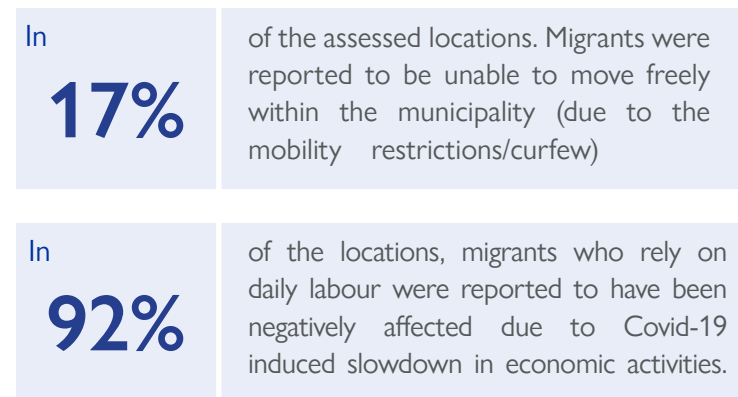 In
17%
of the assessed locations. Migrants were
reported to be unable to move freely
within the municipality (due to the
mobility restrictions/curfew)
In
92%
of the locations, migrants who rely on
daily labour were reported to have been
negatively affected due to Covid-19
induced slowdown in economic activities.